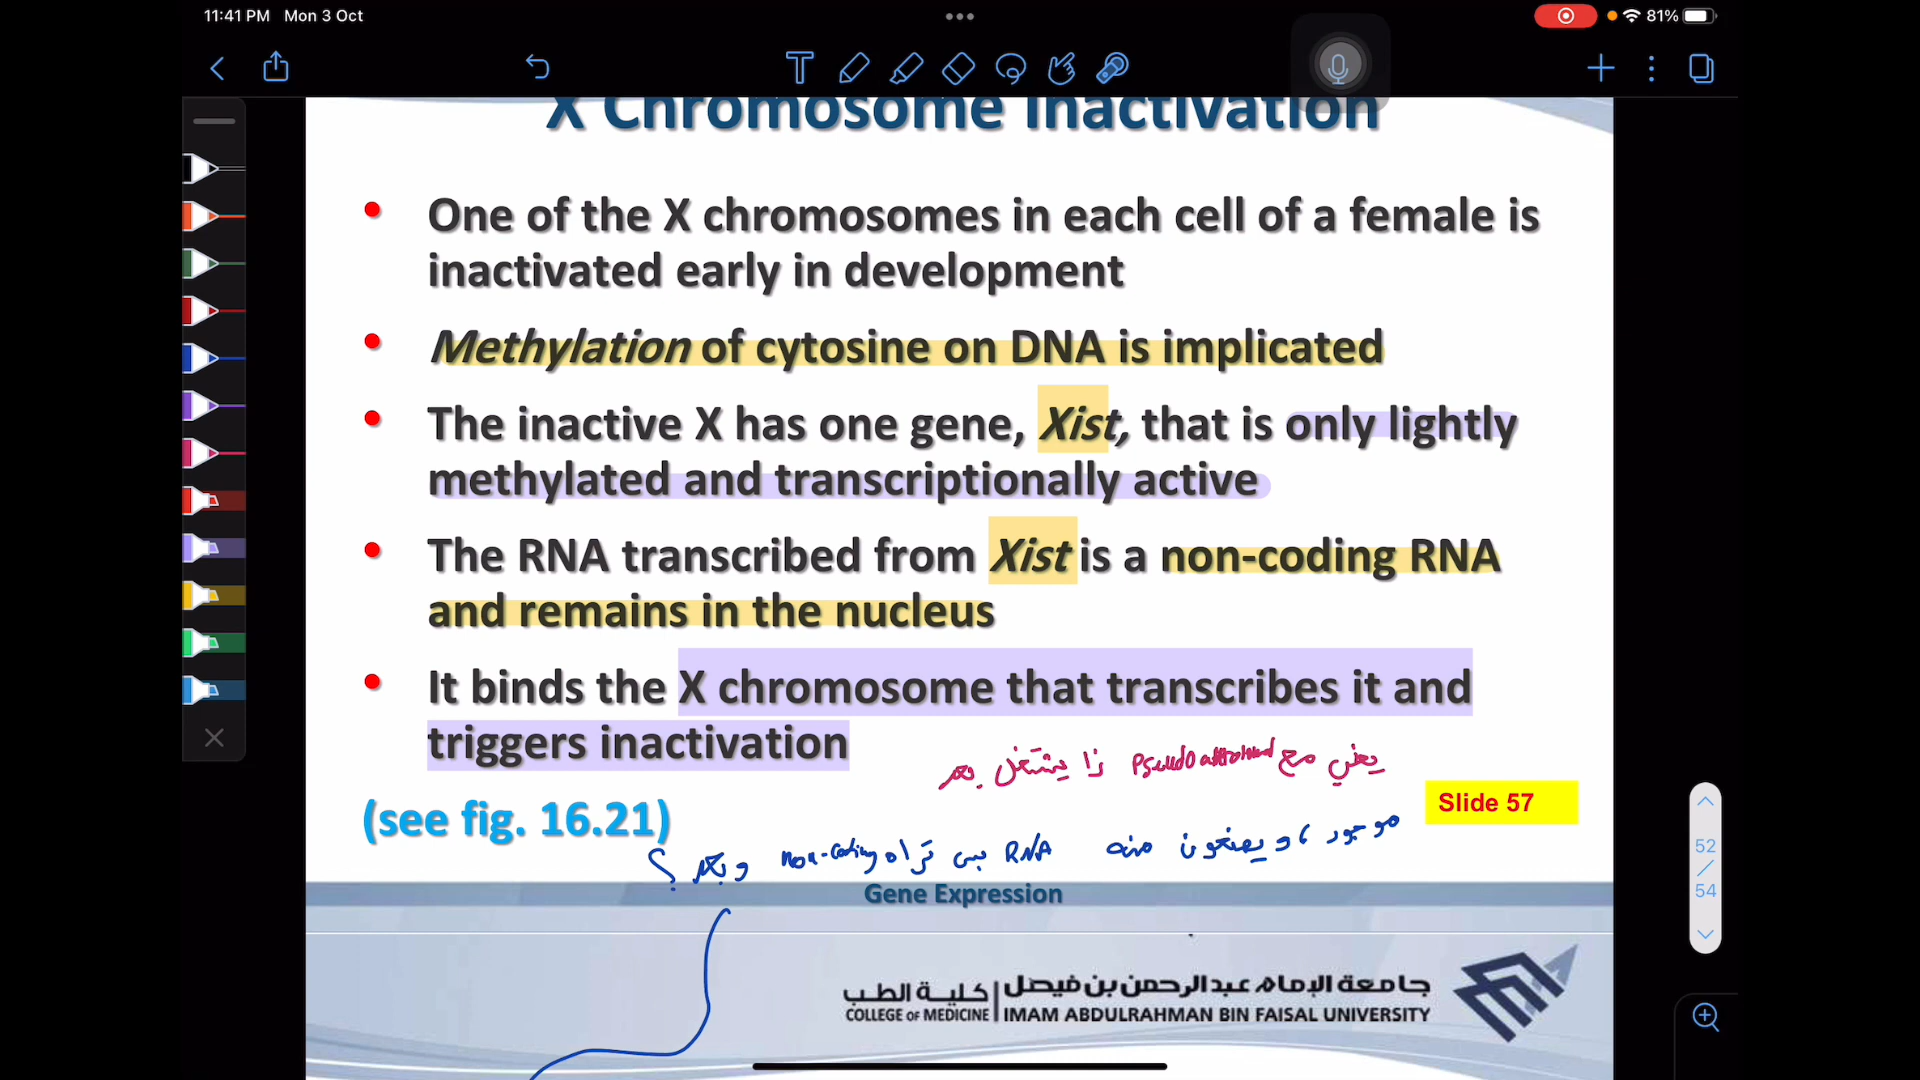 11:41 PM Mon 3 Oct
81%
X Chromosome Inactivation
• One of the X chromosomes in each cell of a female is
inactivated early in development
• Methylation of cytosine on DNA is implicated
• The inactive X has one gene, Xist, that is only lightly
methylated and transcriptionally active
• The RNA transcribed from Xist is a non-coding RNA
and remains in the nucleus
• It binds the X chromosome that transcribes it and
triggers inactivation
يعني مع يشتغل بعد
(see fig. 16.21)
Slide 57
موجود و يصنعون منه RNA بس تراه non-coding وبعد ؟
Gene Expression
52
54
جامعة الإمام عبدالرحمن بن فيصل | كلية الطب
COLLEGE OF MEDICINE | IMAM ABDULRAHMAN BIN FAISAL UNIVERSITY